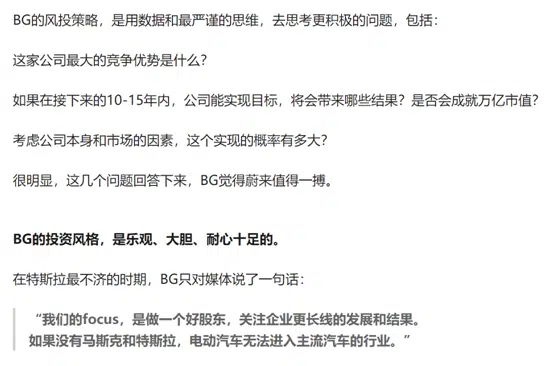 BG的风投策略，是用数据和最严谨的思维，去思考更积极的问题，包括：
这家公司最大的竞争优势是什么？
如果在接下来的10-15年内，公司能实现目标，将会带来哪些结果？是否会成就万亿市值？
考虑公司本身和市场的因素，这个实现的概率有多大？
很明显，这几个问题回答下来，BG觉得蔚来值得一搏。
BG的投资风格，是乐观、大胆、耐心十足的。
在特斯拉最不济的时期，BG只对媒体说了一句话：
“我们的focus，是做一个好股东，关注企业更长线的发展和结果。
如果没有马斯克和特斯拉，电动汽车无法进入主流汽车的行业。”